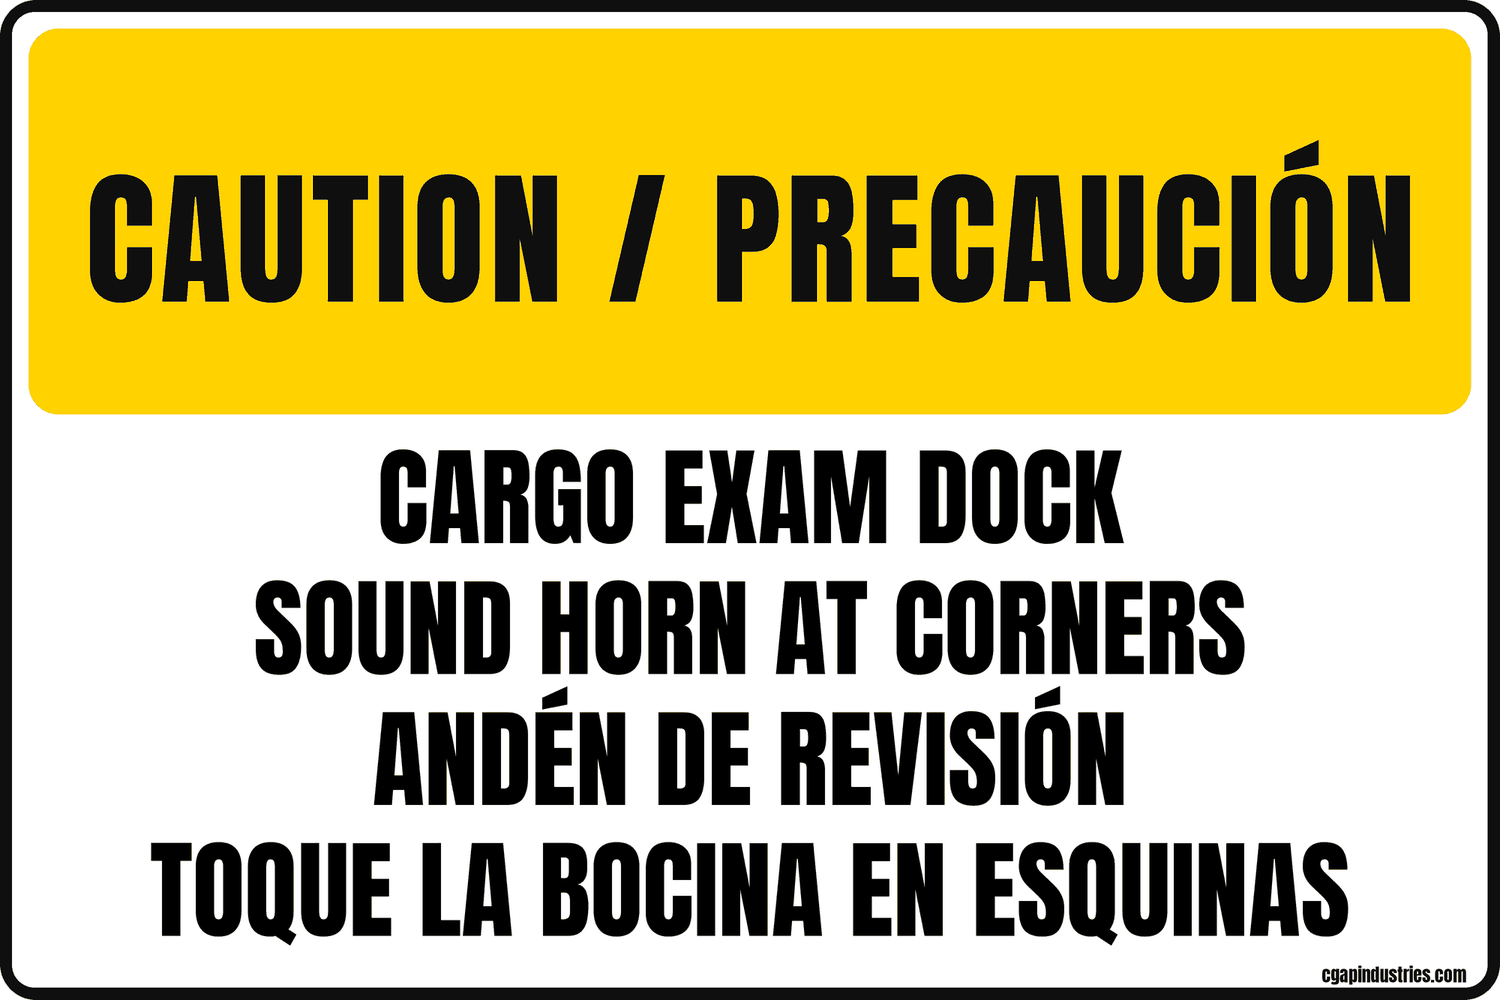 CAUTION / PRECAUCIÓN
CARGO EXAM DOCK
SOUND HORN AT CORNERS
ANDÉN DE REVISIÓN
TOQUE LA BOCINA EN ESQUINAS
cgapindustries.com